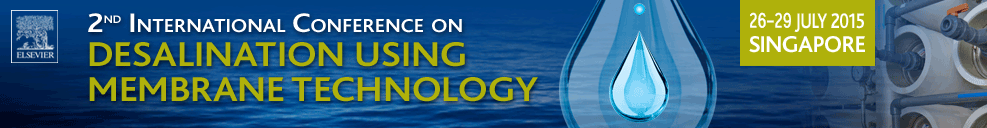 ELSEVIER
2ND INTERNATIONAL CONFERENCE ON
DESALINATION USING
MEMBRANE TECHNOLOGY
26–29 JULY 2015
SINGAPORE